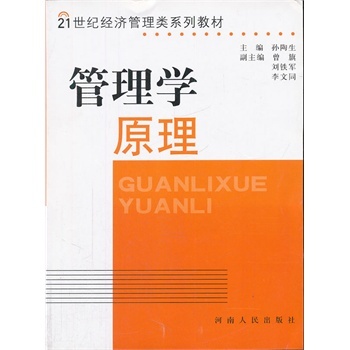 21世纪经济管理类系列教材
主 编 孙陶生
副主编 曾 旗
刘铁军
李文同
管理学
原理
GUANLIXUE
YUANLI
河南人民出版社